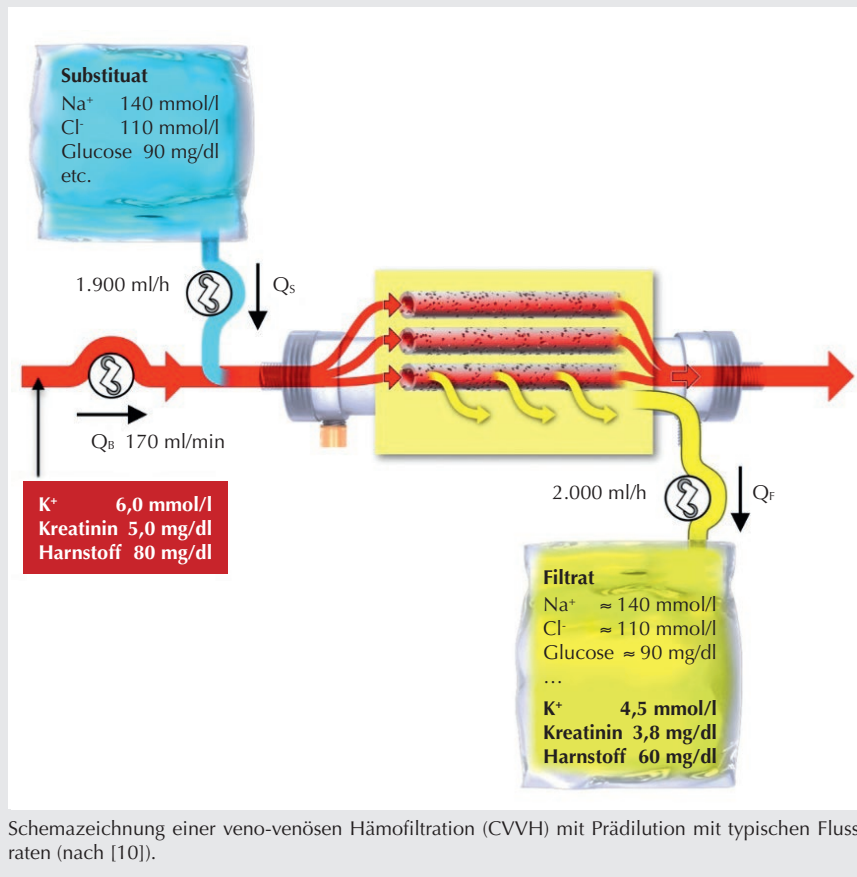 Substituat
Na⁺ 140 mmol/l
Cl⁻ 110 mmol/l
Glucose 90 mg/dl
etc.
1.900 ml/h
Qs
QB 170 ml/min
K⁺ 6,0 mmol/l
Kreatinin 5,0 mg/dl
Harnstoff 80 mg/dl
2.000 ml/h
QF
Filtrat
Na⁺ ≈ 140 mmol/l
Cl⁻ ≈ 110 mmol/l
Glucose ≈ 90 mg/dl
…
K⁺ 4,5 mmol/l
Kreatinin 3,8 mg/dl
Harnstoff 60 mg/dl
Schemazeichnung einer veno-venösen Hämofiltration (CVVH) mit Prädilution mit typischen Fluss
raten (nach [10]).